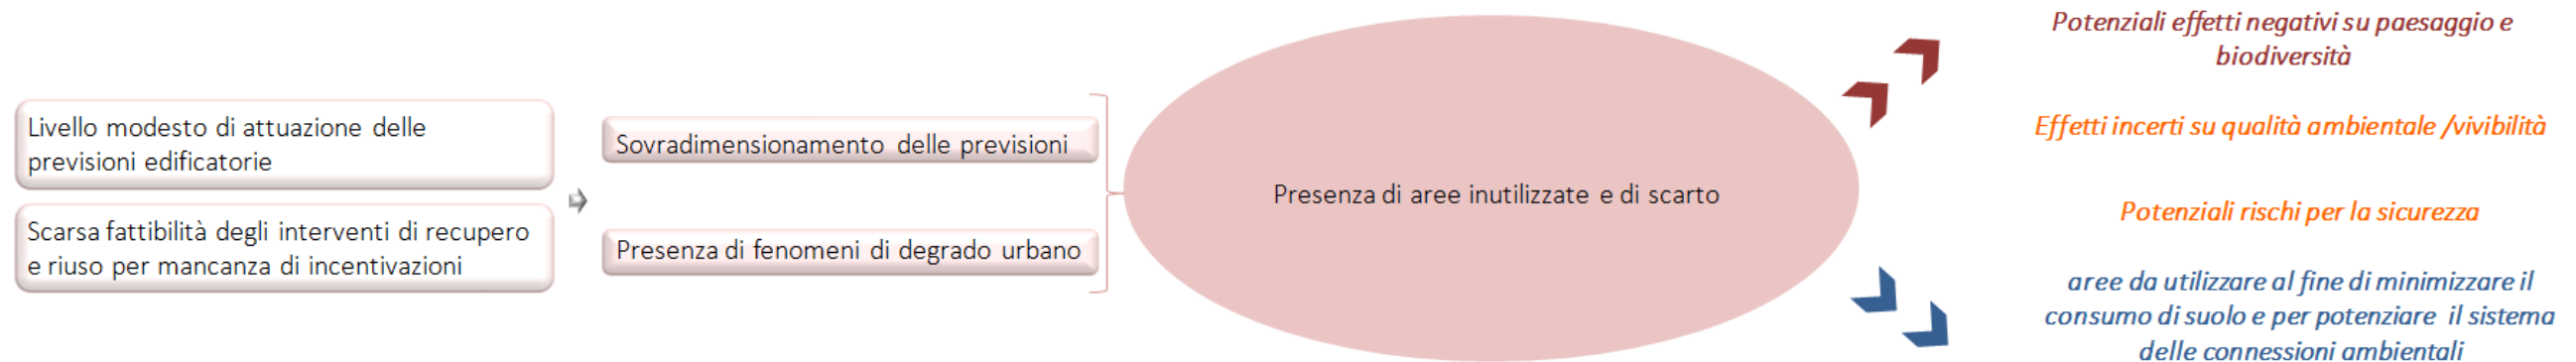 Livello modesto di attuazione delle
previsioni edificatorie
Scarsa fattibilità degli interventi di recupero
e riuso per mancanza di incentivazioni
Sovradimensionamento delle previsioni
Presenza di fenomeni di degrado urbano
Presenza di aree inutilizzate e di scarto
Potenziali effetti negativi su paesaggio e
biodiversità
Effetti incerti su qualità ambientale /vivibilità
Potenziali rischi per la sicurezza
aree da utilizzare al fine di minimizzare il
consumo di suolo e per potenziare il sistema
delle connessioni ambientali